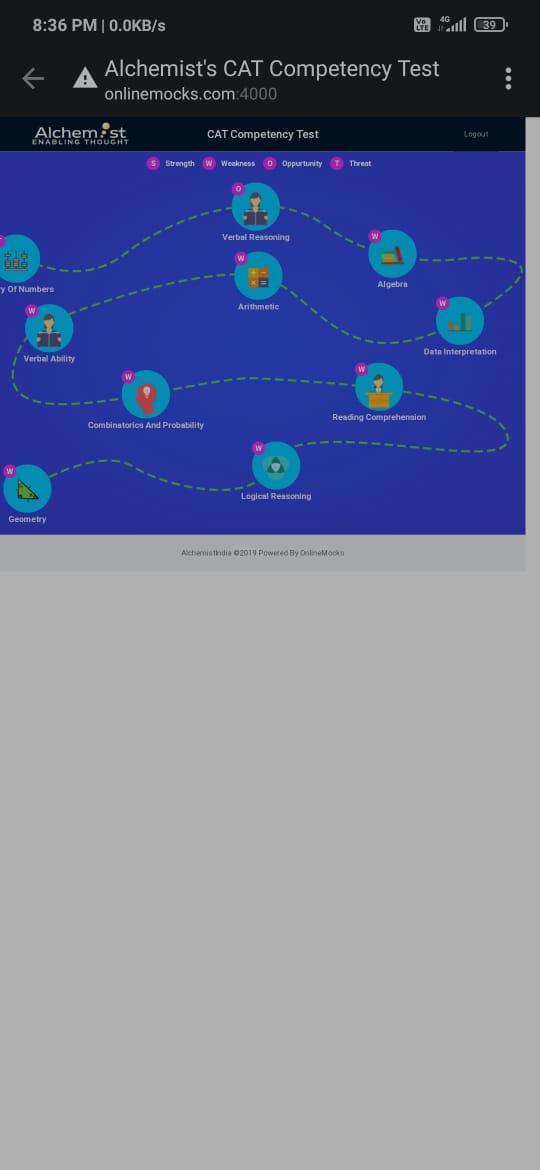 8:36 PM | 0.0KB/s
Vo LTE 4G 39
Alchemist's CAT Competency Test
onlinemocks.com:4000
Alchemist
ENABLING THOUGHT
CAT Competency Test
Logout
S Strength W Weakness O Oppurtunity T Threat
O
Verbal Reasoning
W
Algebra
y Of Numbers
W
Arithmetic
W
Data Interpretation
W
Verbal Ability
W
Reading Comprehension
W
Combinatorics And Probability
W
Logical Reasoning
W
Geometry
AlchemistIndia ©2019 Powered By OnlineMocks